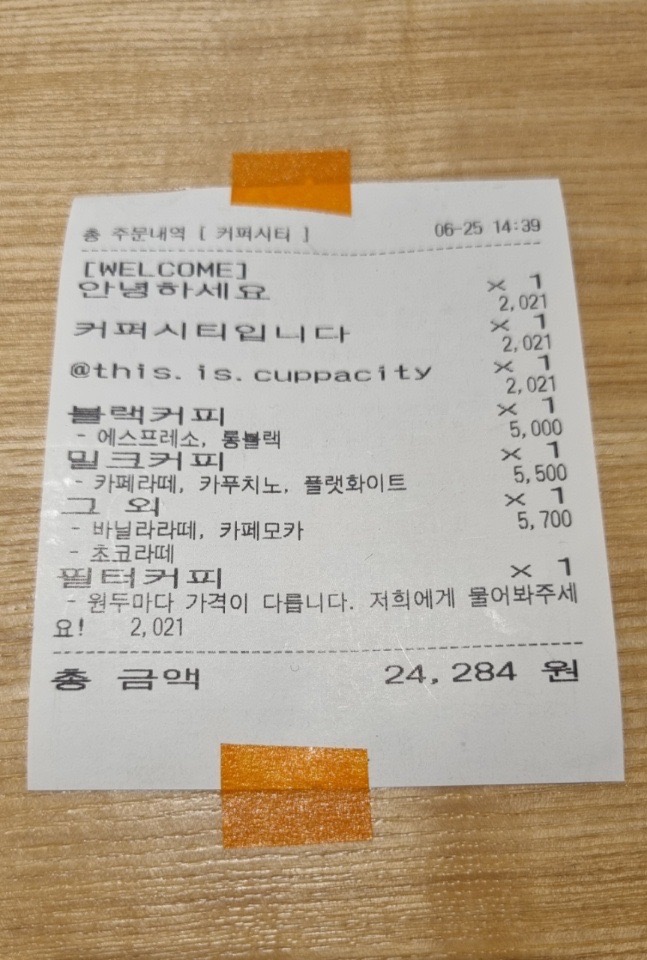 총 주문내역 [ 커퍼시티 ] 06-25 14:39
[WELCOME]
안녕하세요 × 1
2,021
커퍼시티입니다 × 1
2,021
@this.is.cuppacity × 1
2,021
블랙커피 × 1
- 에스프레소, 롱블랙 5,000
밀크커피 × 1
- 카페라떼, 카푸치노, 플랫화이트 5,500
그 외 × 1
- 바닐라라떼, 카페모카 5,700
- 초코라떼
필터커피 × 1
- 원두마다 가격이 다릅니다. 저희에게 물어봐주세
요! 2,021
총 금액 24,284 원